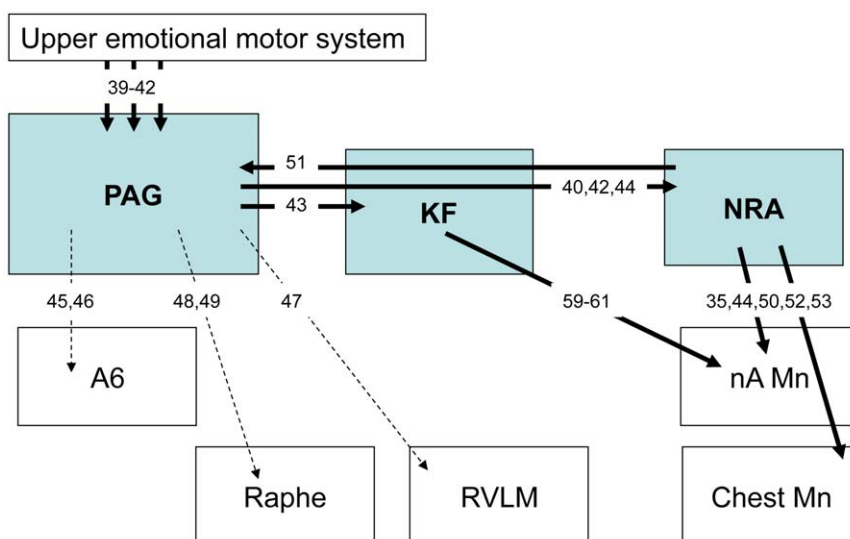 Upper emotional motor system
39-42
51
PAG
40,42,44
NRA
43
KF
45,46
48,49
47
59-61
35,44,50,52,53
A6
nA Mn
Raphe
RVLM
Chest Mn